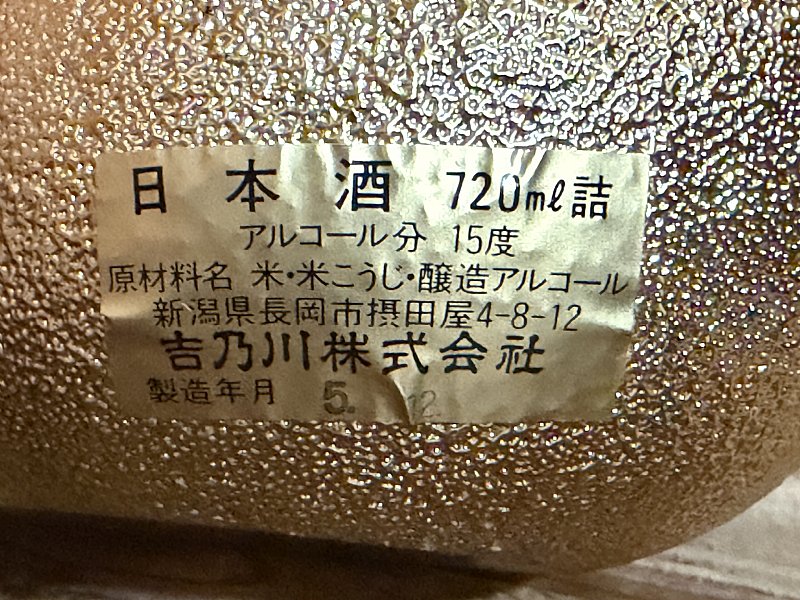 日本酒 720ml詰
アルコール分 15度
原材料名 米・米こうじ・醸造アルコール
新潟県長岡市摂田屋4-8-12
吉乃川株式会社
製造年月 5. 12